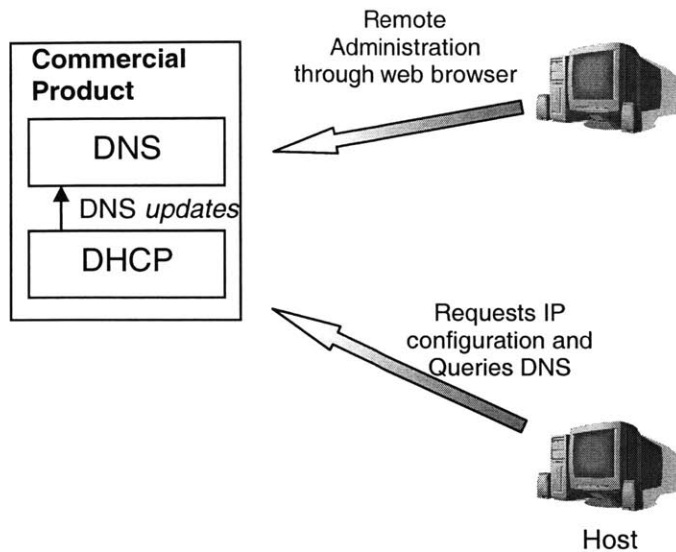 Remote
Administration
through web browser
Commercial
Product
DNS
DNS updates
DHCP
Requests IP
configuration and
Queries DNS
Host